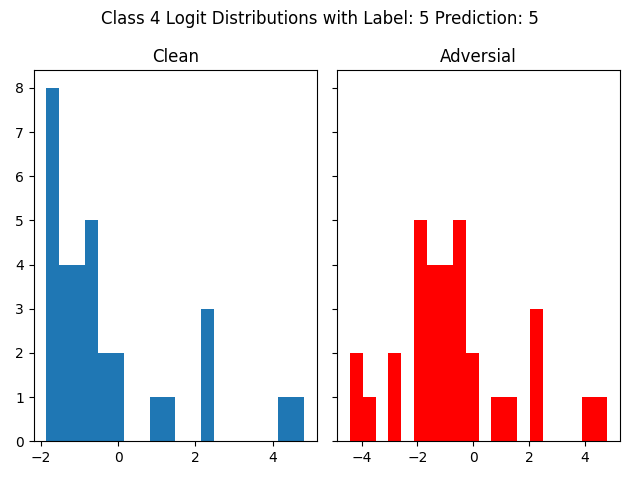 Class 4 Logit Distributions with Label: 5 Prediction: 5
Clean
Adversial
8
7
6
5
4
3
2
1
0
−2 0 2 4
−4 −2 0 2 4